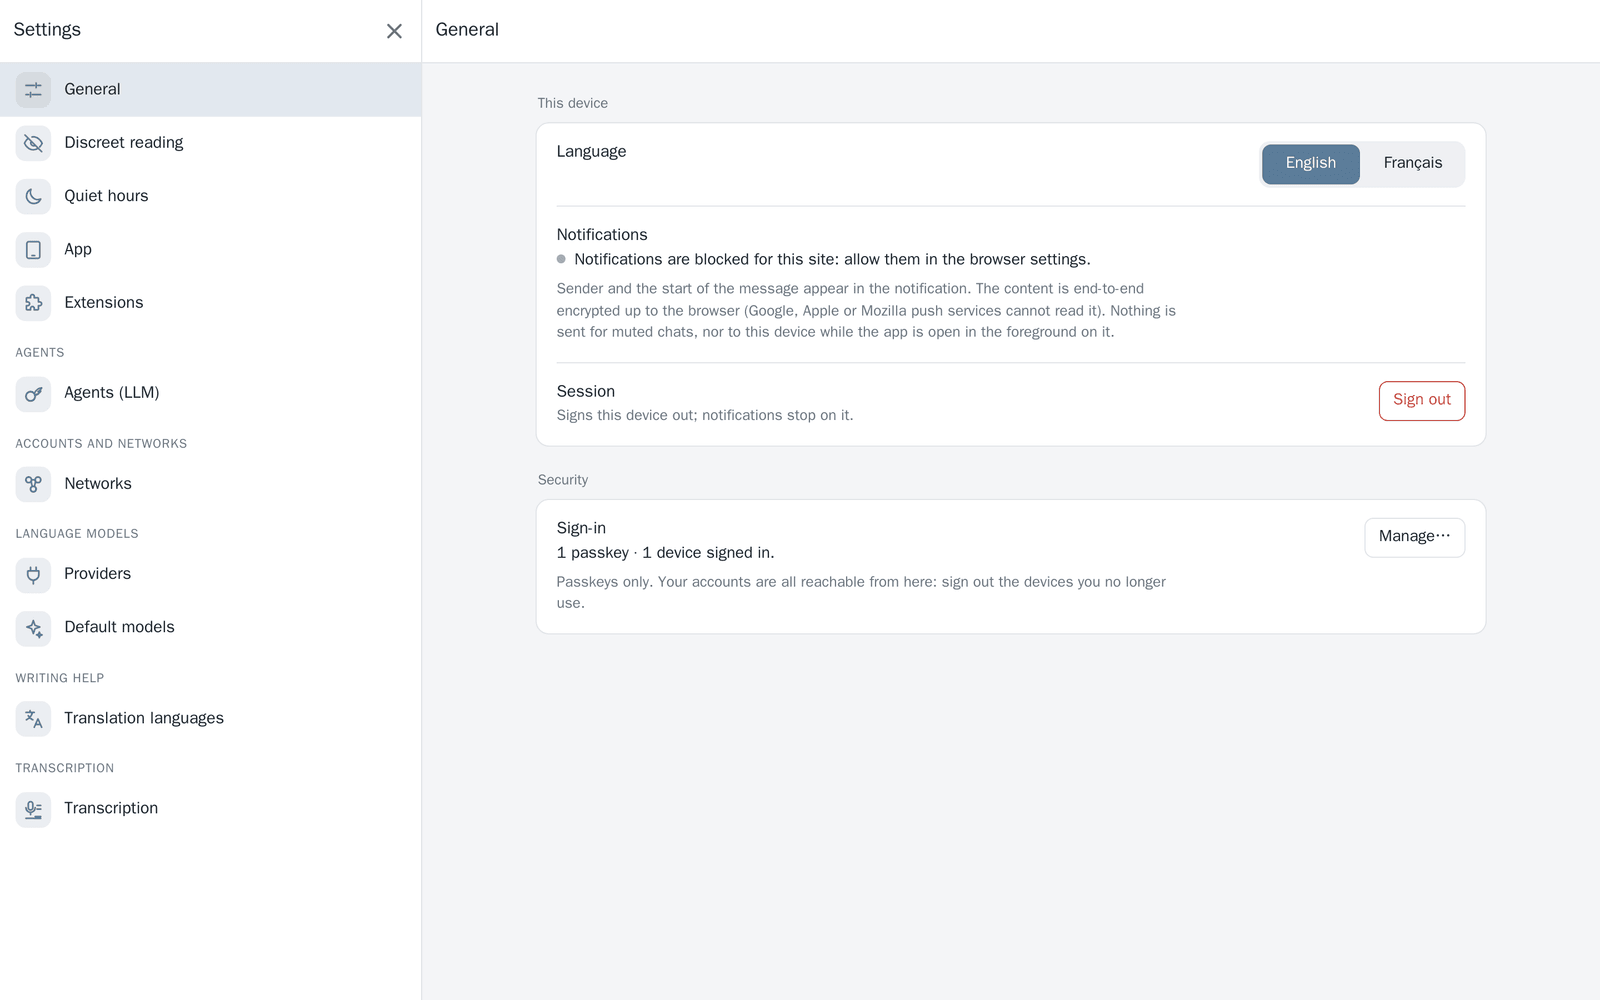 Settings
General
Discreet reading
Quiet hours
App
Extensions
AGENTS
Agents (LLM)
ACCOUNTS AND NETWORKS
Networks
LANGUAGE MODELS
Providers
Default models
WRITING HELP
Translation languages
TRANSCRIPTION
Transcription
General
This device
Language
English
Français
Notifications
Notifications are blocked for this site: allow them in the browser settings.
Sender and the start of the message appear in the notification. The content is end-to-end
encrypted up to the browser (Google, Apple or Mozilla push services cannot read it). Nothing is
sent for muted chats, nor to this device while the app is open in the foreground on it.
Session
Signs this device out; notifications stop on it.
Sign out
Security
Sign-in
1 passkey · 1 device signed in.
Passkeys only. Your accounts are all reachable from here: sign out the devices you no longer
use.
Manage⋯